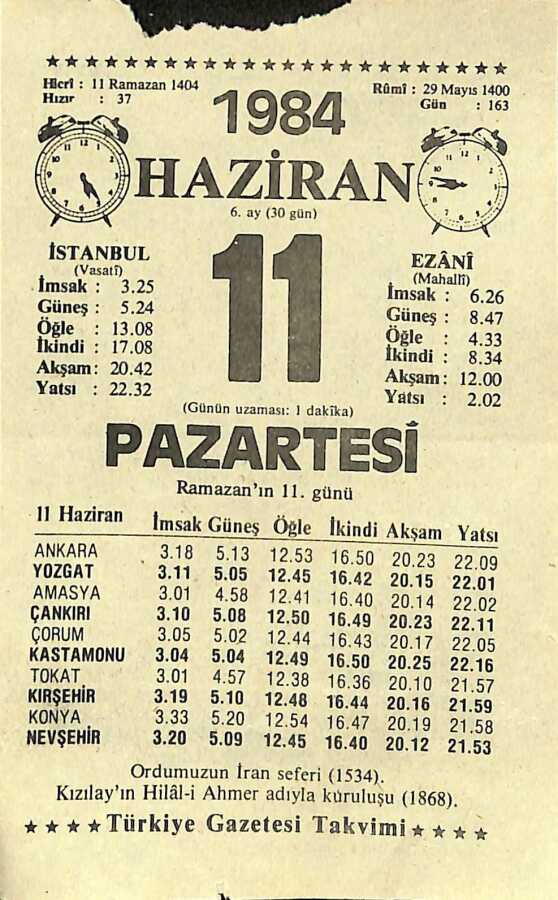 ★★★★★★★★★★★★★★★★★★★★★★★★
Hicrî : 11 Ramazan 1404
Hızır : 37
1984
Rûmî : 29 Mayıs 1400
Gün : 163
HAZİRAN
6. ay (30 gün)
İSTANBUL
(Vasatî)
İmsak : 3.25
Güneş : 5.24
Öğle : 13.08
İkindi : 17.08
Akşam: 20.42
Yatsı : 22.32
11
EZÂNÎ
(Mahallî)
İmsak : 6.26
Güneş : 8.47
Öğle : 4.33
İkindi : 8.34
Akşam: 12.00
Yatsı : 2.02
(Günün uzaması: 1 dakîka)
PAZARTESİ
Ramazan'ın 11. günü
11 Haziran İmsak Güneş Öğle İkindi Akşam Yatsı
ANKARA 3.18 5.13 12.53 16.50 20.23 22.09
YOZGAT 3.11 5.05 12.45 16.42 20.15 22.01
AMASYA 3.01 4.58 12.41 16.40 20.14 22.02
ÇANKIRI 3.10 5.08 12.50 16.49 20.23 22.11
ÇORUM 3.05 5.02 12.44 16.43 20.17 22.05
KASTAMONU 3.04 5.04 12.49 16.50 20.25 22.16
TOKAT 3.01 4.57 12.38 16.36 20.10 21.57
KIRŞEHİR 3.19 5.10 12.48 16.44 20.16 21.59
KONYA 3.33 5.20 12.54 16.47 20.19 21.58
NEVŞEHİR 3.20 5.09 12.45 16.40 20.12 21.53
Ordumuzun İran seferi (1534).
Kızılay'ın Hilâl-i Ahmer adıyla kuruluşu (1868).
★★★★Türkiye Gazetesi Takvimi★★★★